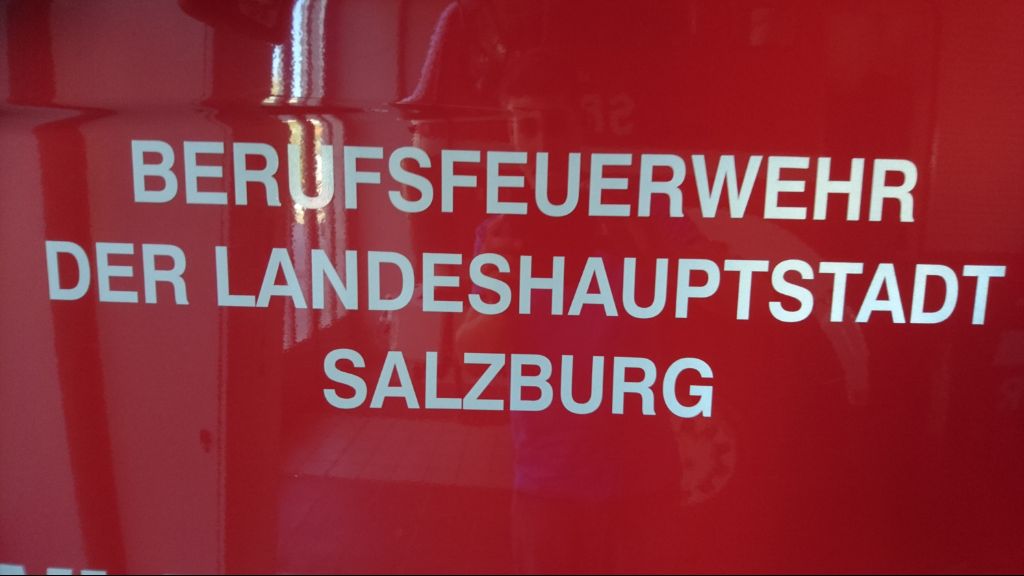 BERUFSFEUERWEHR
DER LANDESHAUPTSTADT
SALZBURG